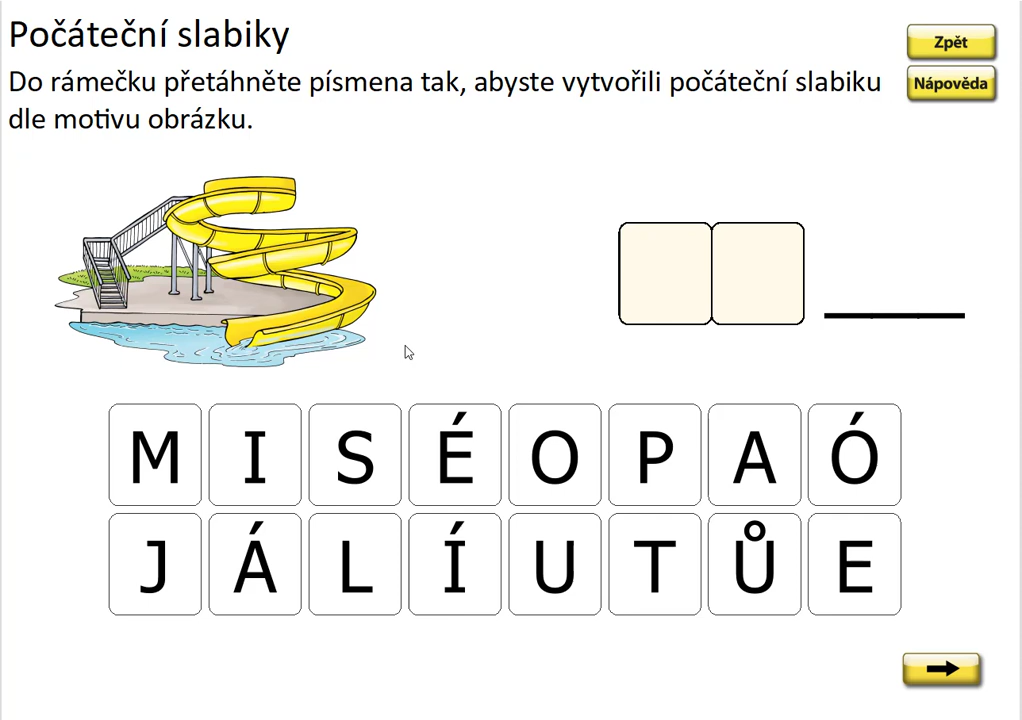 Počáteční slabiky
Zpět
Do rámečku přetáhněte písmena tak, abyste vytvořili počáteční slabiku
Nápověda
dle motivu obrázku.
M I S É O P A Ó
J Á L Í U T Ů E